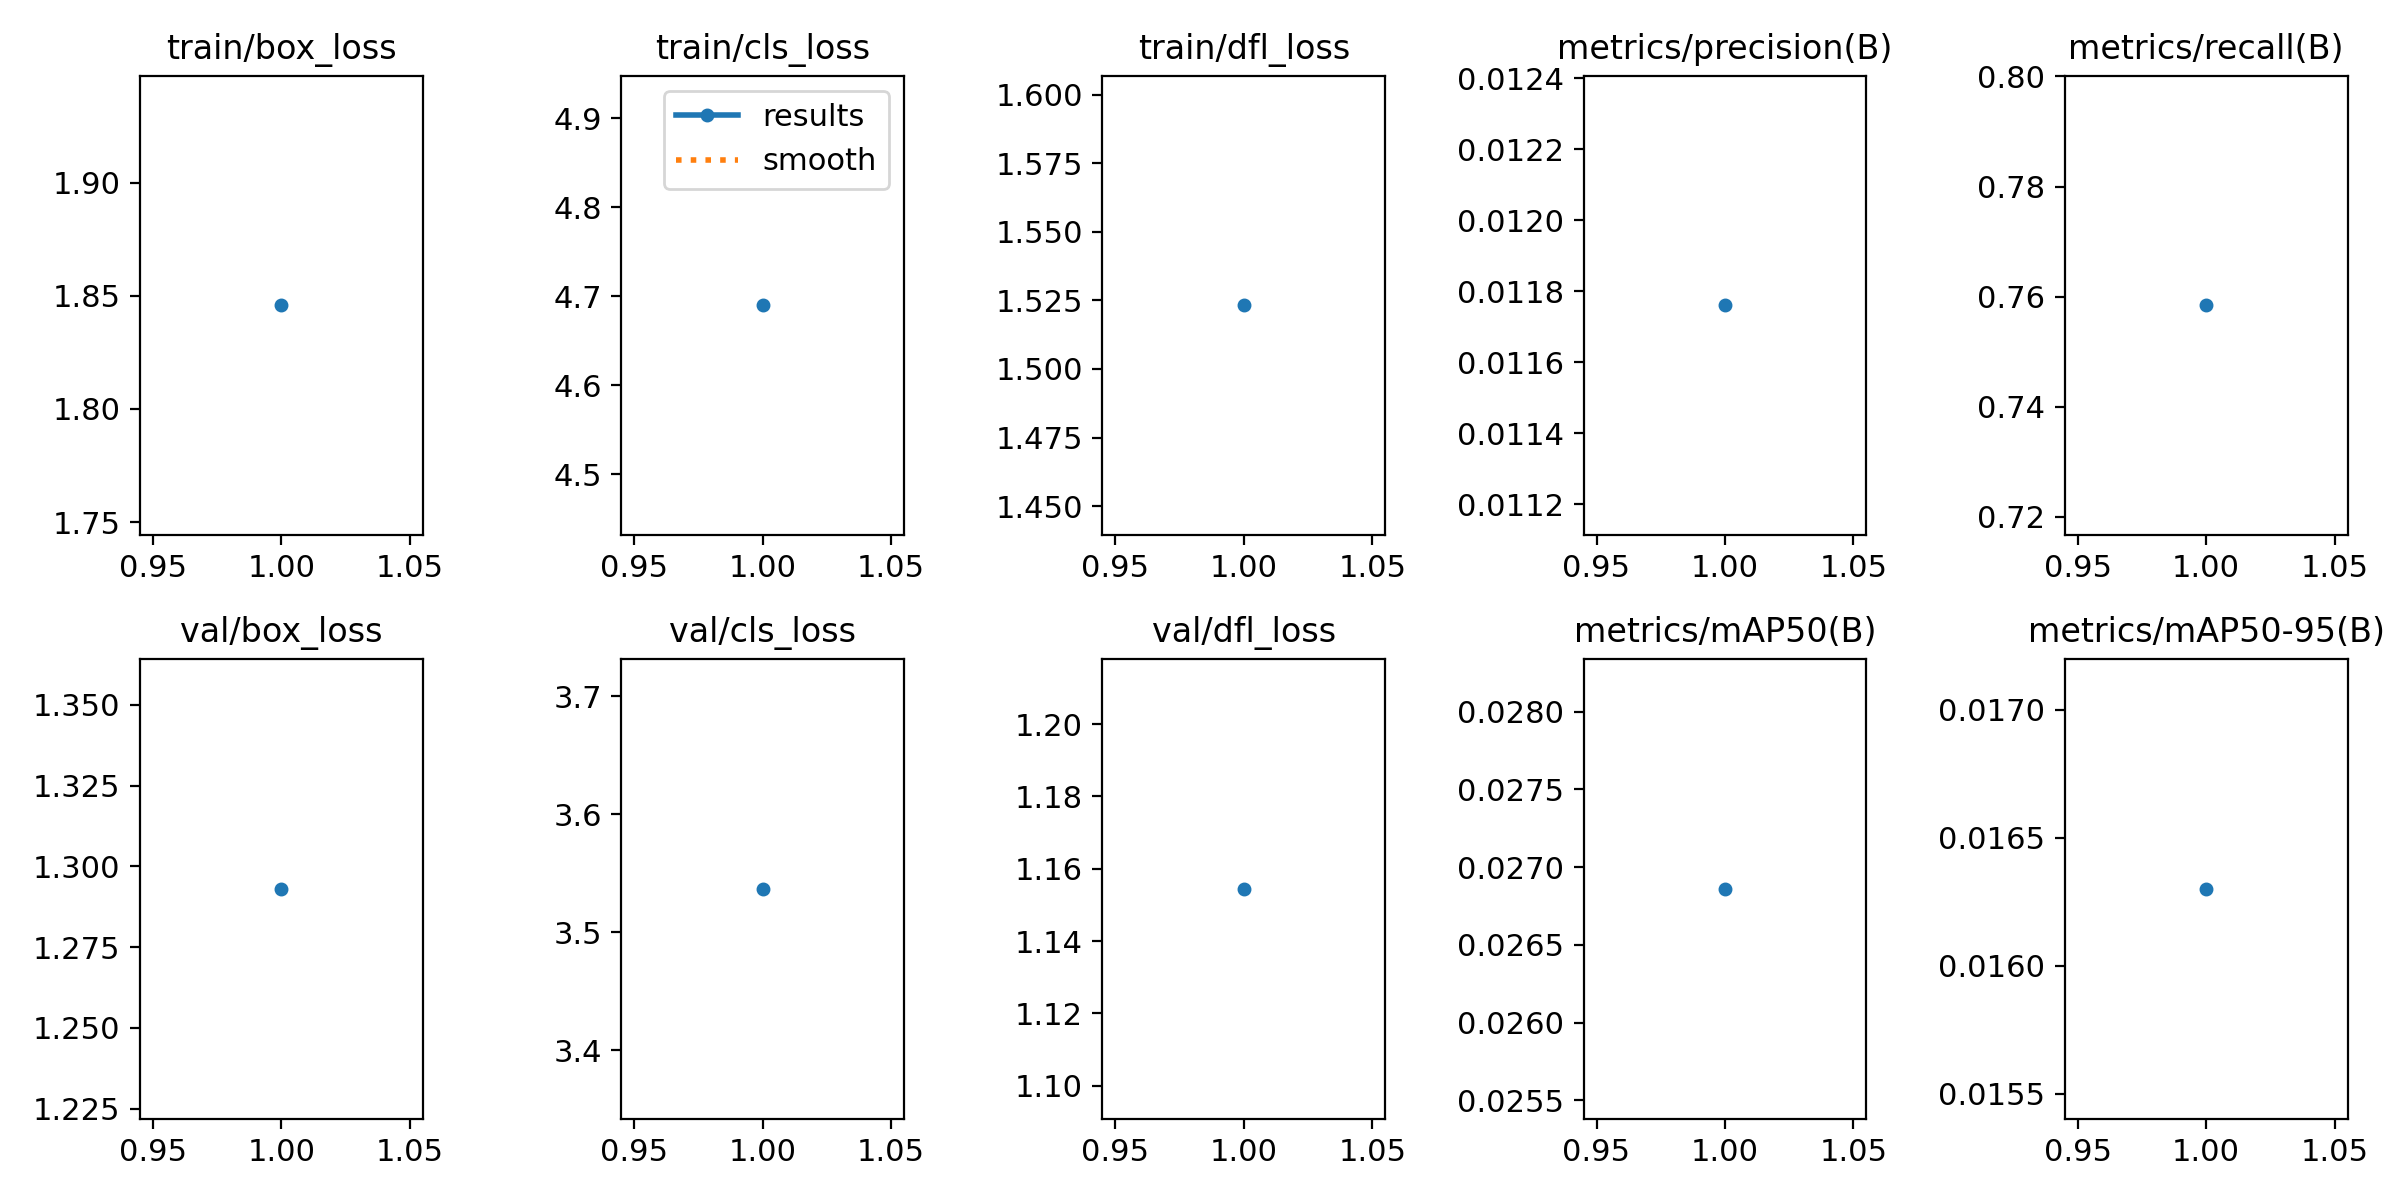 train/box_loss
1.90
1.85
1.80
1.75
0.95 1.00 1.05
train/cls_loss
results
smooth
4.9
4.8
4.7
4.6
4.5
0.95 1.00 1.05
train/dfl_loss
1.600
1.575
1.550
1.525
1.500
1.475
1.450
0.95 1.00 1.05
metrics/precision(B)
0.0124
0.0122
0.0120
0.0118
0.0116
0.0114
0.0112
0.95 1.00 1.05
metrics/recall(B)
0.80
0.78
0.76
0.74
0.72
0.95 1.00 1.05
val/box_loss
1.350
1.325
1.300
1.275
1.250
1.225
0.95 1.00 1.05
val/cls_loss
3.7
3.6
3.5
3.4
0.95 1.00 1.05
val/dfl_loss
1.20
1.18
1.16
1.14
1.12
1.10
0.95 1.00 1.05
metrics/mAP50(B)
0.0280
0.0275
0.0270
0.0265
0.0260
0.0255
0.95 1.00 1.05
metrics/mAP50-95(B)
0.0170
0.0165
0.0160
0.0155
0.95 1.00 1.05